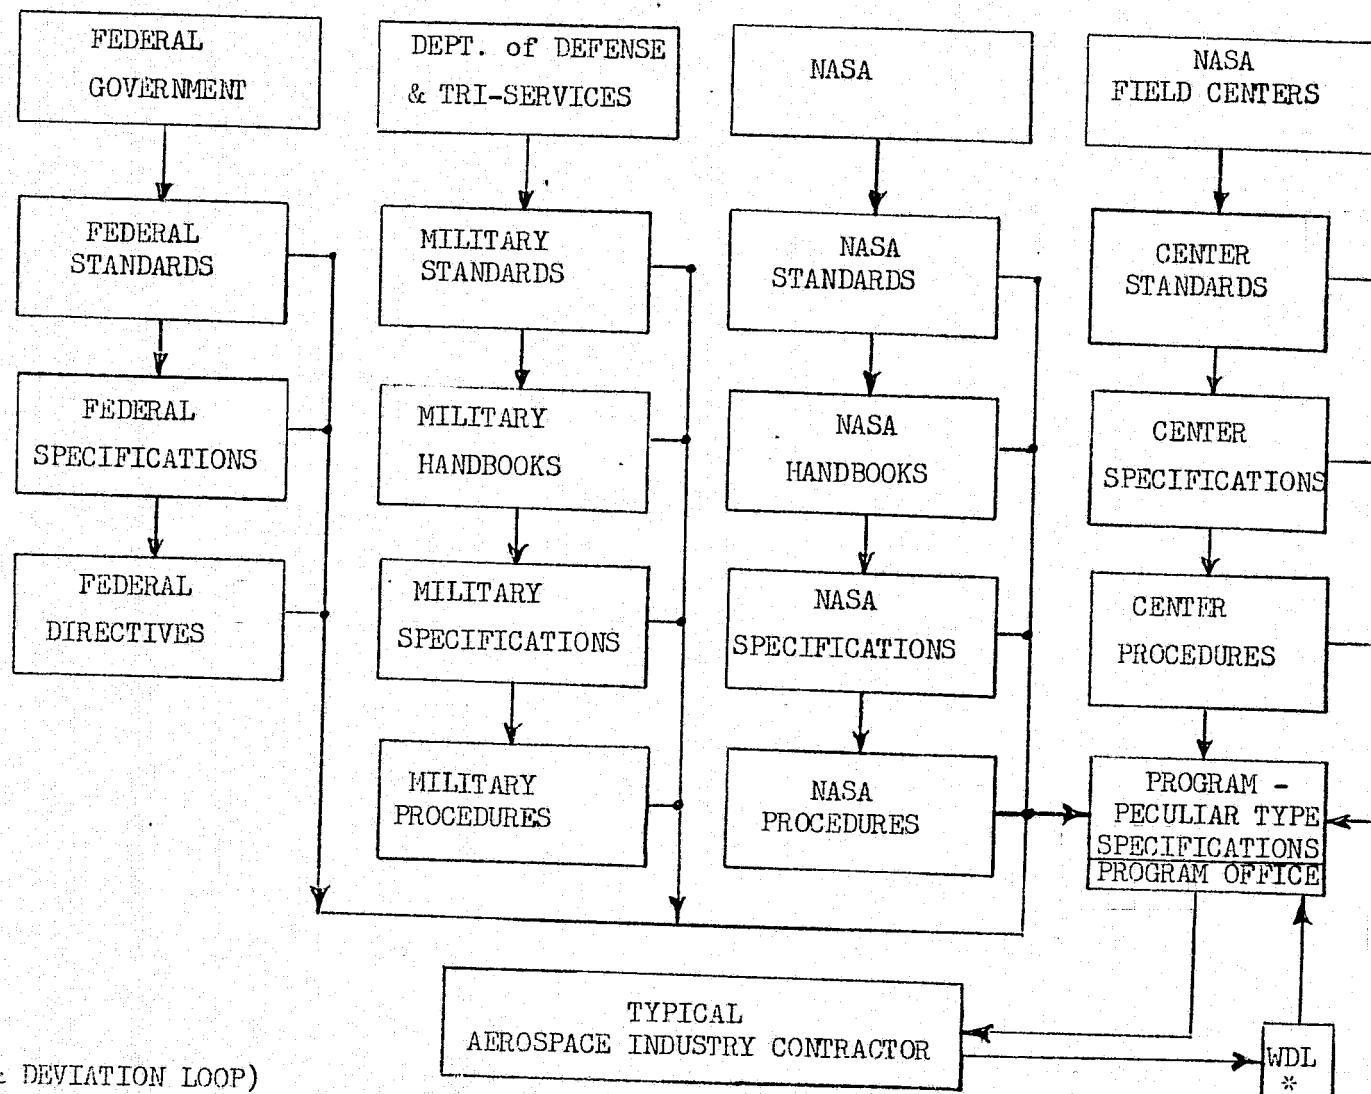 FEDERAL
GOVERNMENT
DEPT. of DEFENSE
& TRI-SERVICES
NASA
NASA
FIELD CENTERS
FEDERAL
STANDARDS
MILITARY
STANDARDS
NASA
STANDARDS
CENTER
STANDARDS
FEDERAL
SPECIFICATIONS
MILITARY
HANDBOOKS
NASA
HANDBOOKS
CENTER
SPECIFICATIONS
FEDERAL
DIRECTIVES
MILITARY
SPECIFICATIONS
NASA
SPECIFICATIONS
CENTER
PROCEDURES
MILITARY
PROCEDURES
NASA
PROCEDURES
PROGRAM -
PECULIAR TYPE
SPECIFICATIONS
PROGRAM OFFICE
TYPICAL
AEROSPACE INDUSTRY CONTRACTOR
WDL
*
& DEVIATION LOOP)